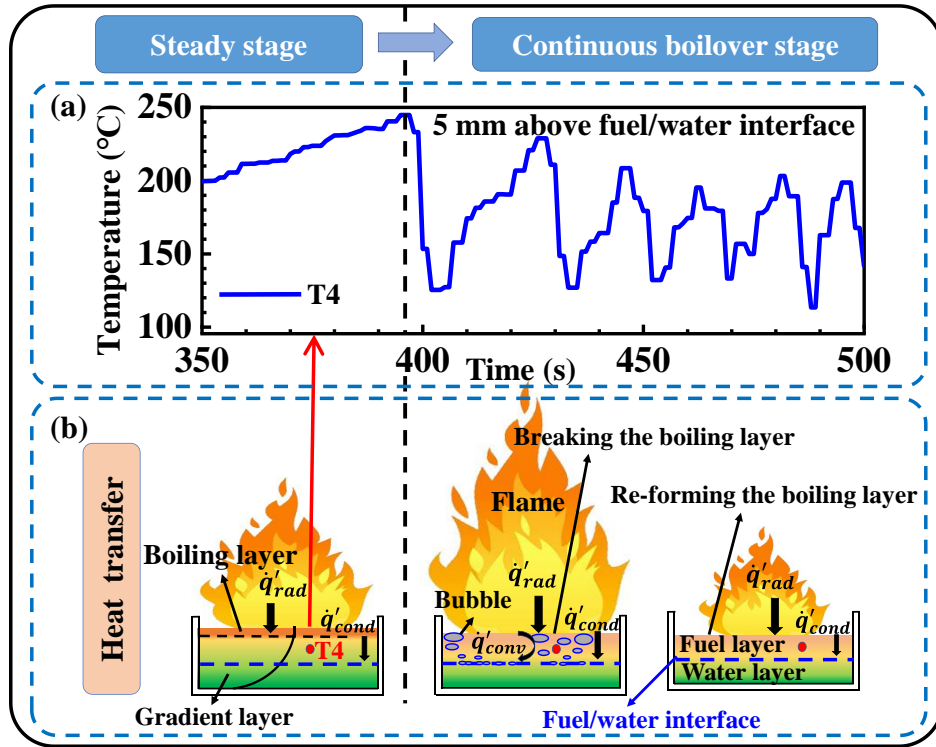 Steady stage
Continuous boilover stage
(a)
5 mm above fuel/water interface
Temperature (℃)
250
200
150
100
T4
350
400
450
500
Time (s)
(b)
Heat transfer
Breaking the boiling layer
Re-forming the boiling layer
Flame
Boiling layer
q̇′rad
q̇′cond
T4
Gradient layer
q̇′rad
Bubble
q̇′cond
q̇′conv
q̇′rad
q̇′cond
Fuel layer
Water layer
Fuel/water interface